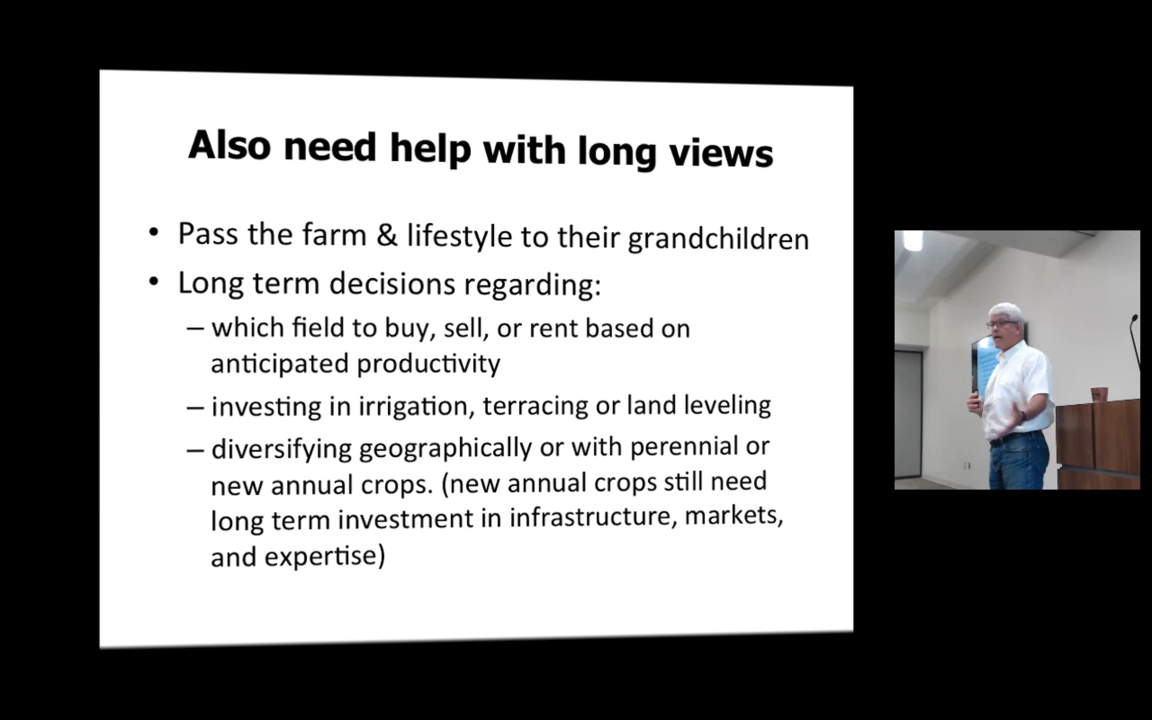 Also need help with long views
• Pass the farm & lifestyle to their grandchildren
• Long term decisions regarding:
– which field to buy, sell, or rent based on
anticipated productivity
– investing in irrigation, terracing or land leveling
– diversifying geographically or with perennial or
new annual crops. (new annual crops still need
long term investment in infrastructure, markets,
and expertise)